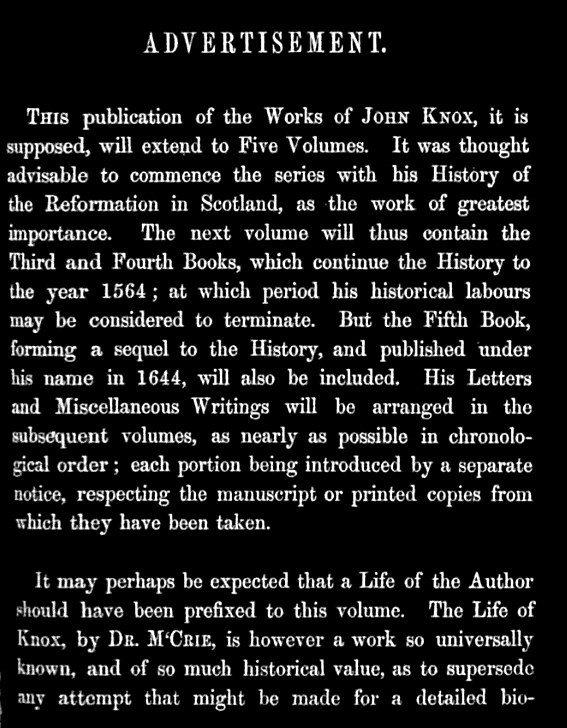 ADVERTISEMENT.
This publication of the Works of John Knox, it is
supposed, will extend to Five Volumes. It was thought
advisable to commence the series with his History of
the Reformation in Scotland, as the work of greatest
importance. The next volume will thus contain the
Third and Fourth Books, which continue the History to
the year 1564 ; at which period his historical labours
may be considered to terminate. But the Fifth Book,
forming a sequel to the History, and published under
his name in 1644, will also be included. His Letters
and Miscellaneous Writings will be arranged in the
subsequent volumes, as nearly as possible in chronolo-
gical order ; each portion being introduced by a separate
notice, respecting the manuscript or printed copies from
which they have been taken.
It may perhaps be expected that a Life of the Author
should have been prefixed to this volume. The Life of
Knox, by Dr. M‘Crie, is however a work so universally
known, and of so much historical value, as to supersede
any attempt that might be made for a detailed bio-